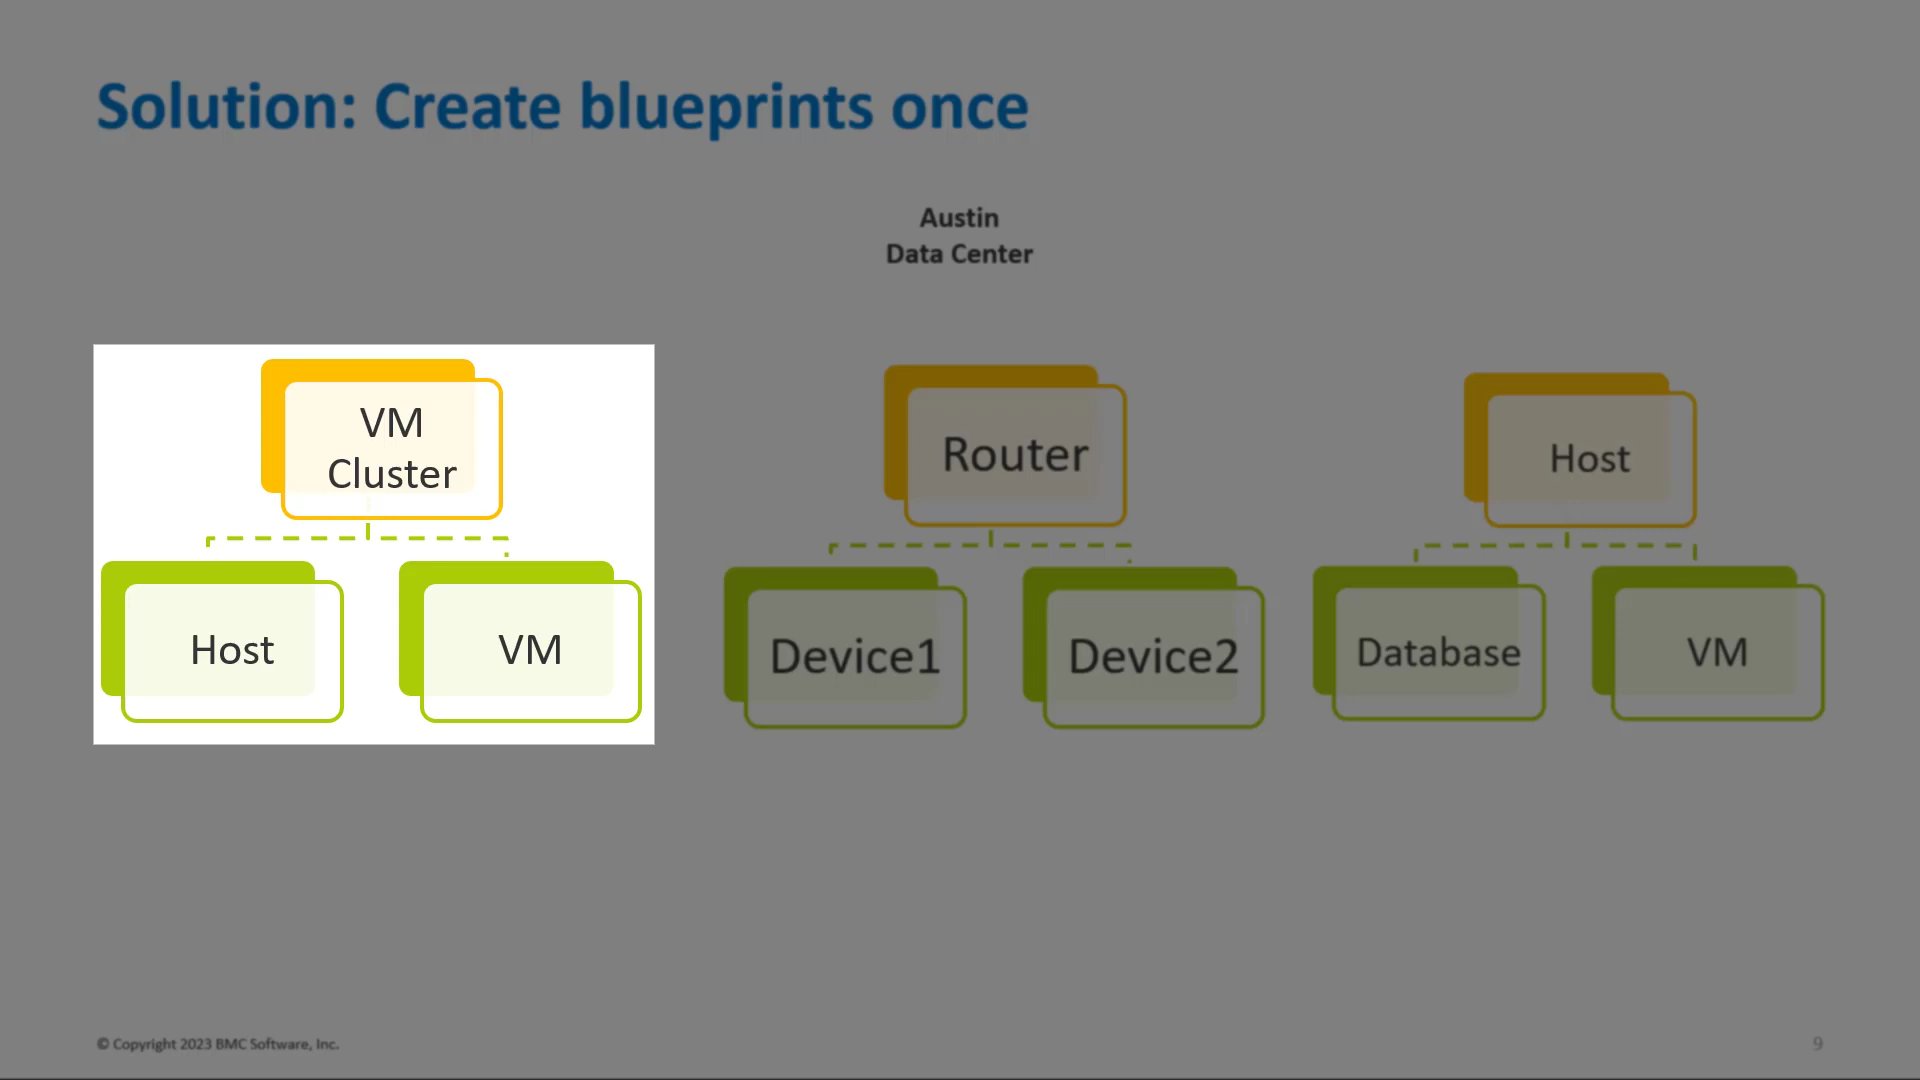 Solution: Create blueprints once
Austin
Data Center
VM
Cluster
Host
VM
Router
Device1
Device2
Host
Database
VM
© Copyright 2023 BMC Software, Inc.
9